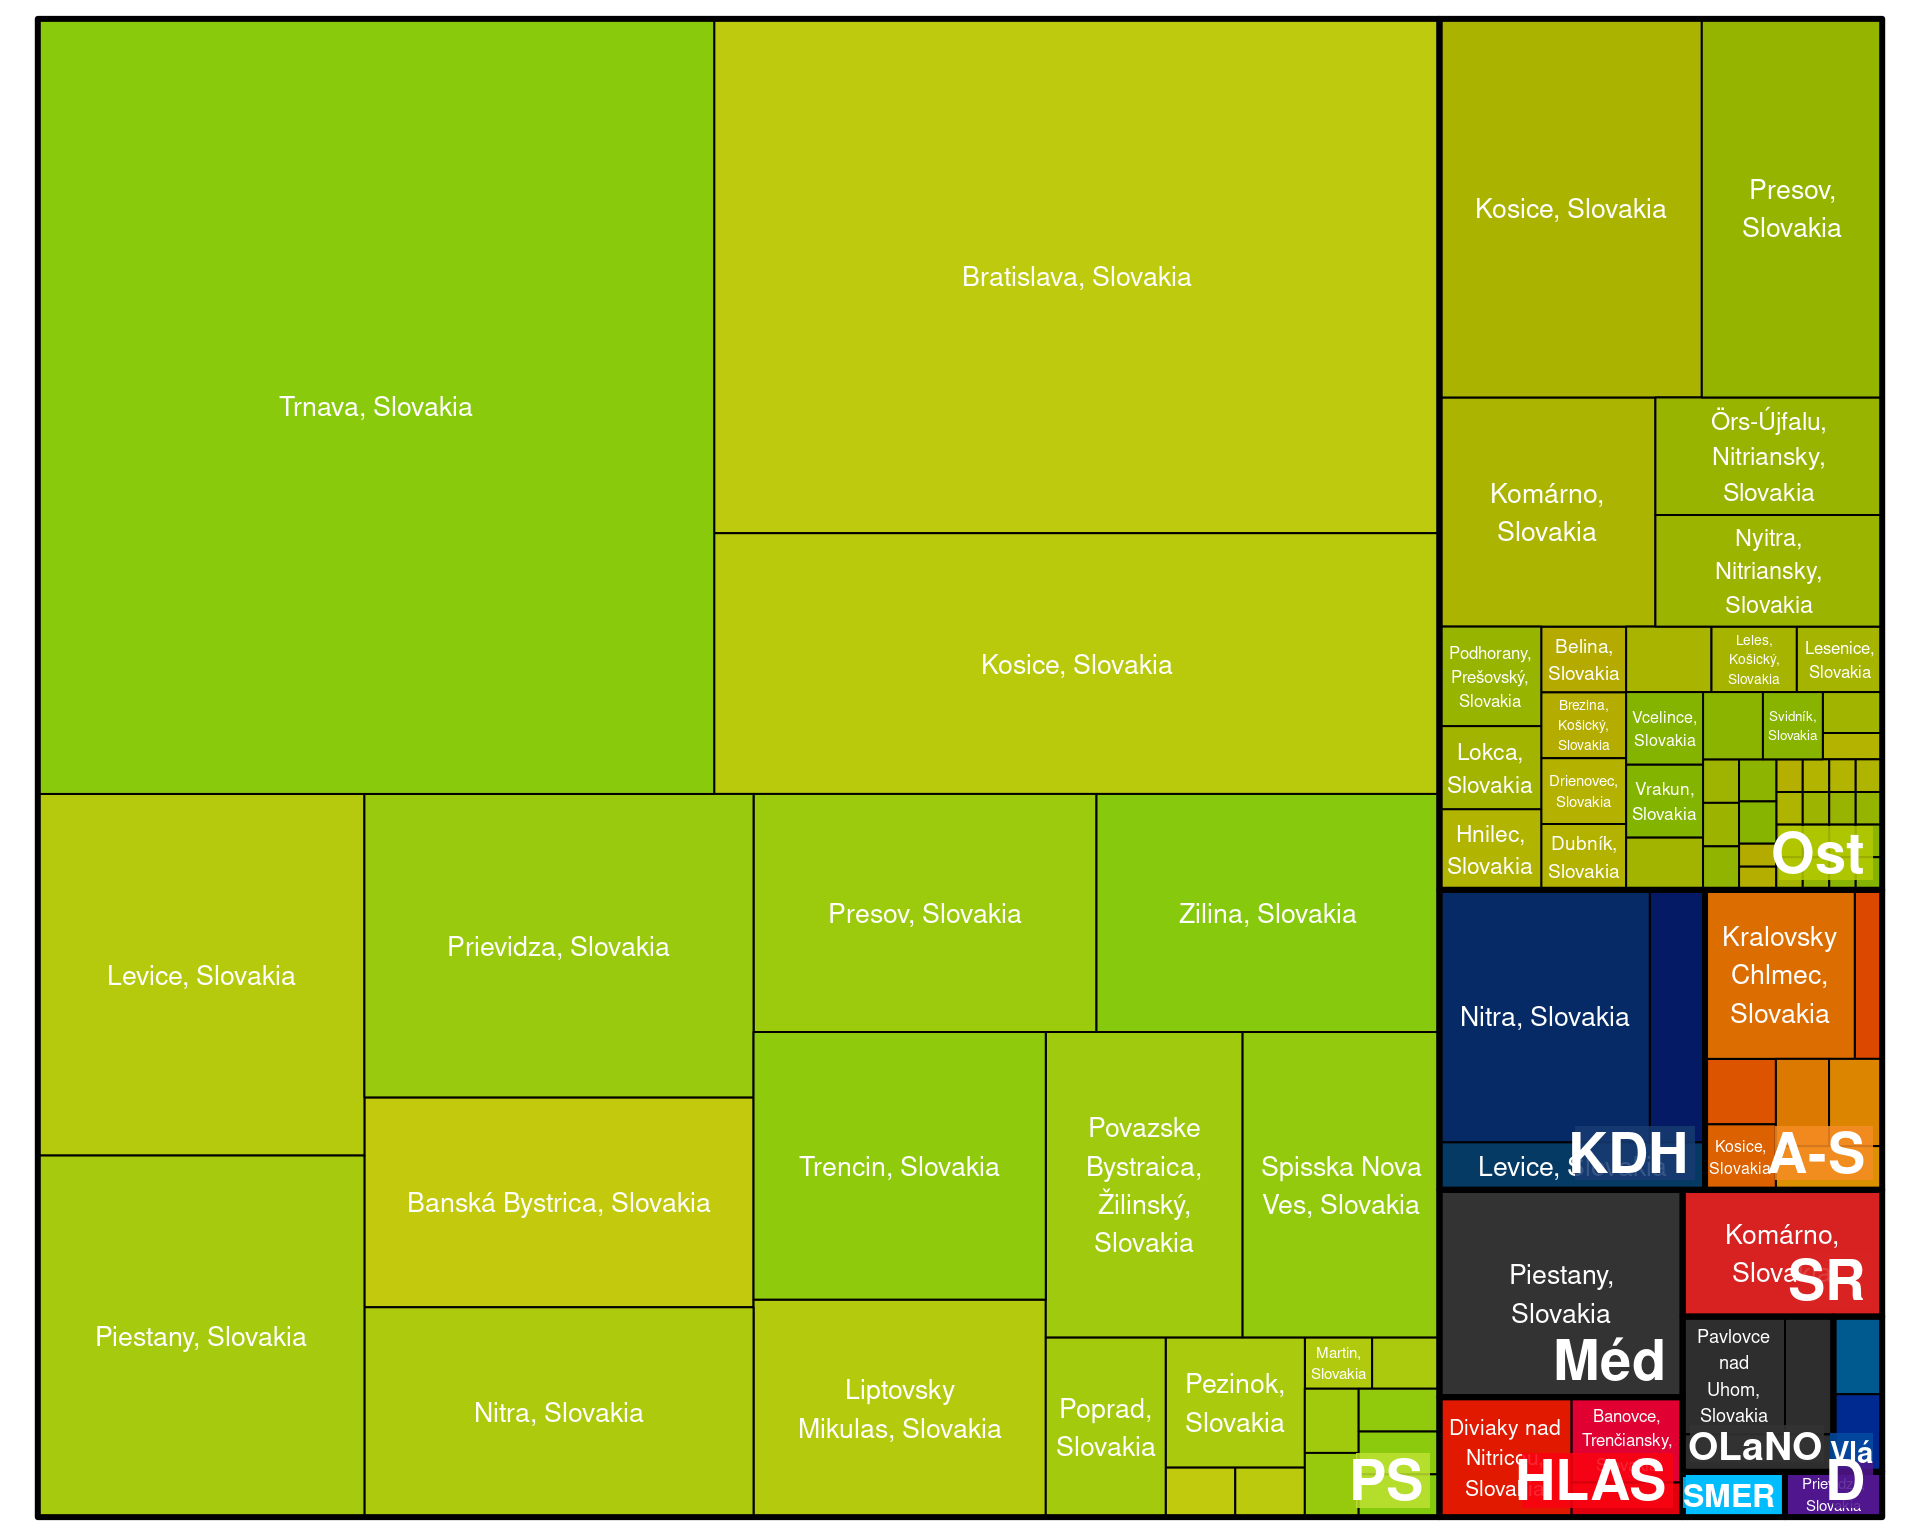 Trnava, Slovakia
Bratislava, Slovakia
Kosice, Slovakia
Levice, Slovakia
Piestany, Slovakia
Prievidza, Slovakia
Banská Bystrica, Slovakia
Nitra, Slovakia
Presov, Slovakia
Zilina, Slovakia
Trencin, Slovakia
Liptovsky
Mikulas, Slovakia
Povazske
Bystraica,
Žilinský,
Slovakia
Spisska Nova
Ves, Slovakia
Poprad,
Slovakia
Pezinok,
Slovakia
Martin,
Slovakia
PS
Kosice, Slovakia
Presov,
Slovakia
Komárno,
Slovakia
Örs-Újfalu,
Nitriansky,
Slovakia
Nyitra,
Nitriansky,
Slovakia
Podhorany,
Prešovský,
Slovakia
Lokca,
Slovakia
Hnilec,
Slovakia
Belina,
Slovakia
Brezina,
Košický,
Slovakia
Drienovec,
Slovakia
Dubník,
Slovakia
Leles,
Košický,
Slovakia
Lesenice,
Slovakia
Vcelince,
Slovakia
Vrakun,
Slovakia
Svidník,
Slovakia
Ost
Nitra, Slovakia
Levice, Slovakia
KDH
Kralovsky
Chlmec,
Slovakia
Kosice,
Slovakia
A-S
Piestany,
Slovakia
Méd
Komárno,
Slovakia
SR
Diviaky nad
Nitricou,
Slovakia
Banovce,
Trenčiansky,
HLAS
Pavlovce
nad
Uhom,
Slovakia
OLaNO
Vlá
SMER
Prievidza,
Slovakia
D